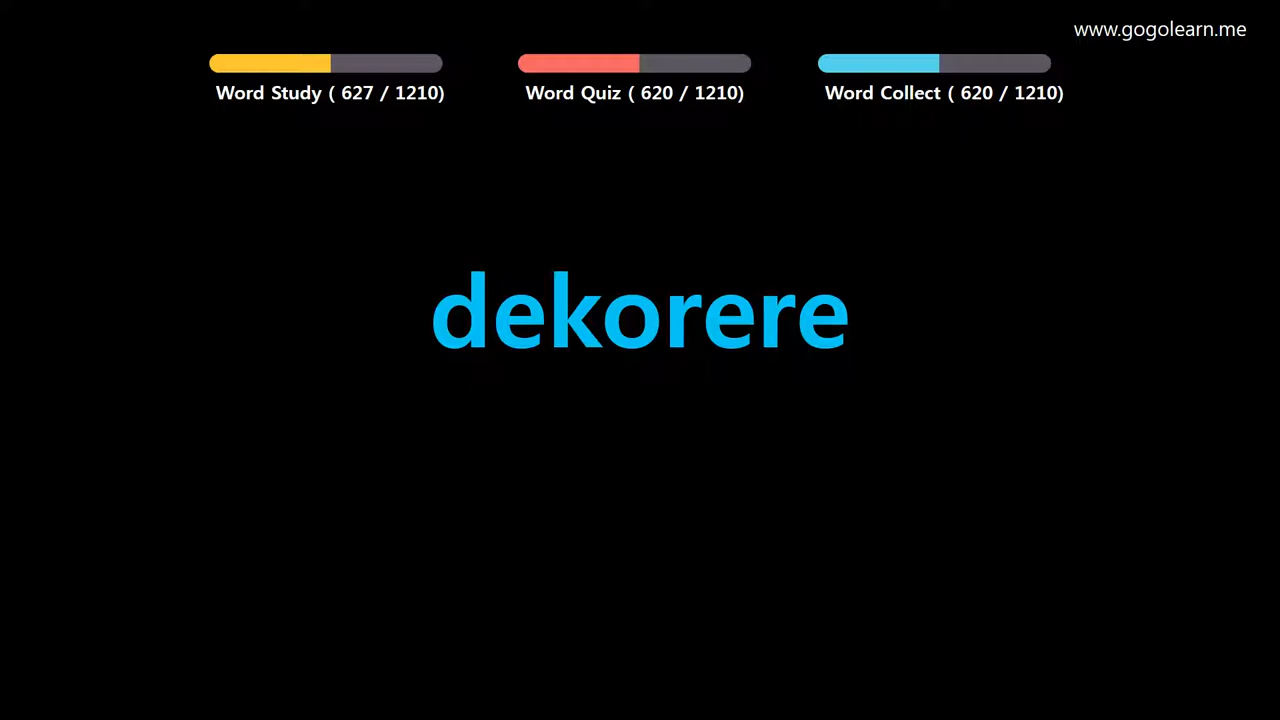 www.gogolearn.me
Word Study ( 627 / 1210)
Word Quiz ( 620 / 1210)
Word Collect ( 620 / 1210)
dekorere